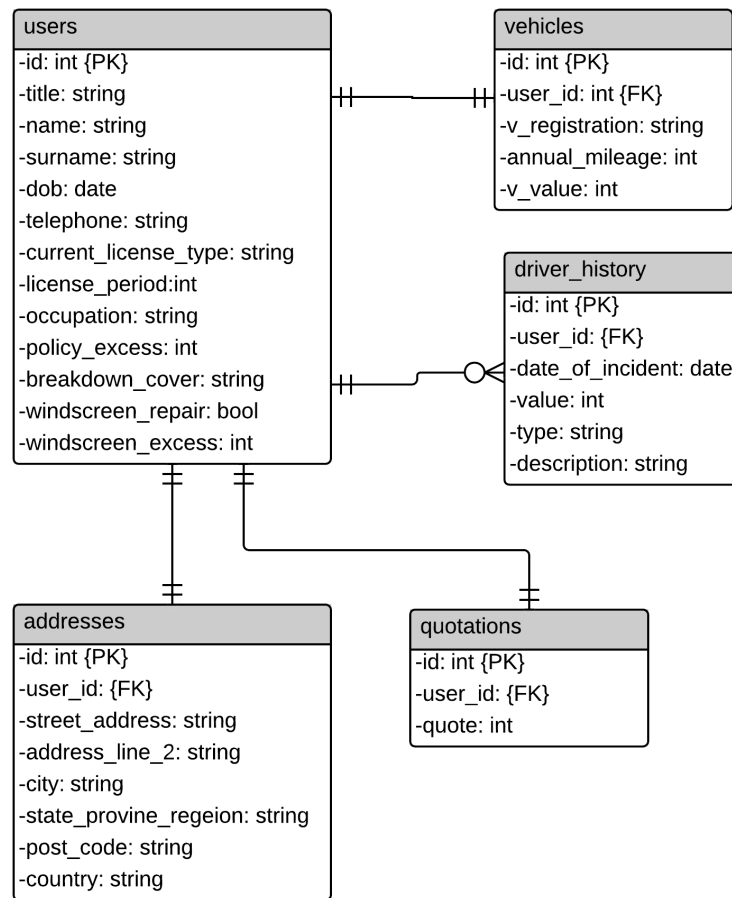 users
-id: int {PK}
-title: string
-name: string
-surname: string
-dob: date
-telephone: string
-current_license_type: string
-license_period:int
-occupation: string
-policy_excess: int
-breakdown_cover: string
-windscreen_repair: bool
-windscreen_excess: int
vehicles
-id: int {PK}
-user_id: int {FK}
-v_registration: string
-annual_mileage: int
-v_value: int
driver_history
-id: int {PK}
-user_id: {FK}
-date_of_incident: date
-value: int
-type: string
-description: string
addresses
-id: int {PK}
-user_id: {FK}
-street_address: string
-address_line_2: string
-city: string
-state_provine_regeion: string
-post_code: string
-country: string
quotations
-id: int {PK}
-user_id: {FK}
-quote: int